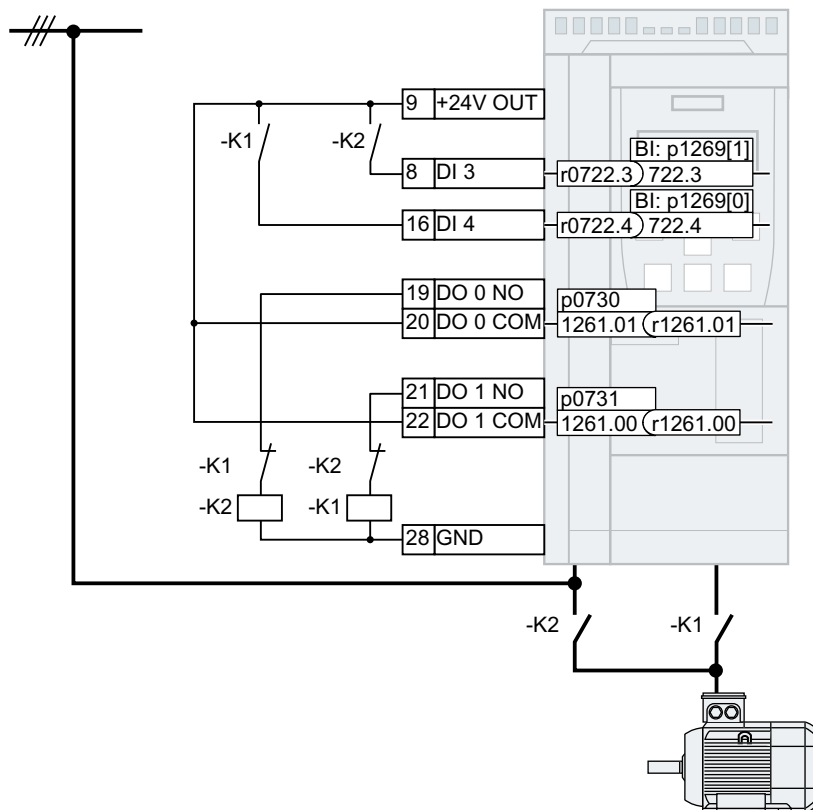 9 +24V OUT
-K1
-K2
BI: p1269[1]
8 DI 3 r0722.3 722.3
BI: p1269[0]
16 DI 4 r0722.4 722.4
19 DO 0 NO
p0730
20 DO 0 COM 1261.01 r1261.01
21 DO 1 NO
p0731
22 DO 1 COM 1261.00 r1261.00
-K1 -K2
-K2 -K1
28 GND
-K2 -K1